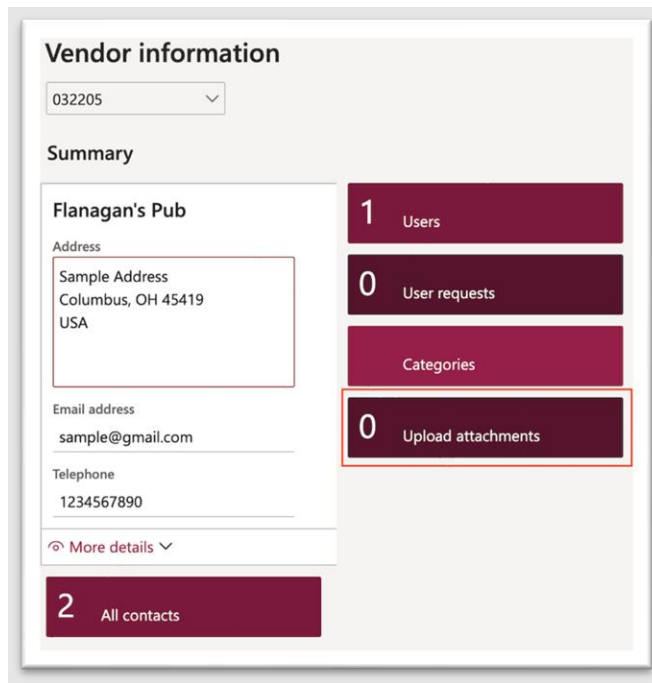 Vendor information
032205
Summary
Flanagan's Pub
Address
Sample Address
Columbus, OH 45419
USA
Email address
sample@gmail.com
Telephone
1234567890
More details
2 All contacts
1 Users
0 User requests
Categories
0 Upload attachments